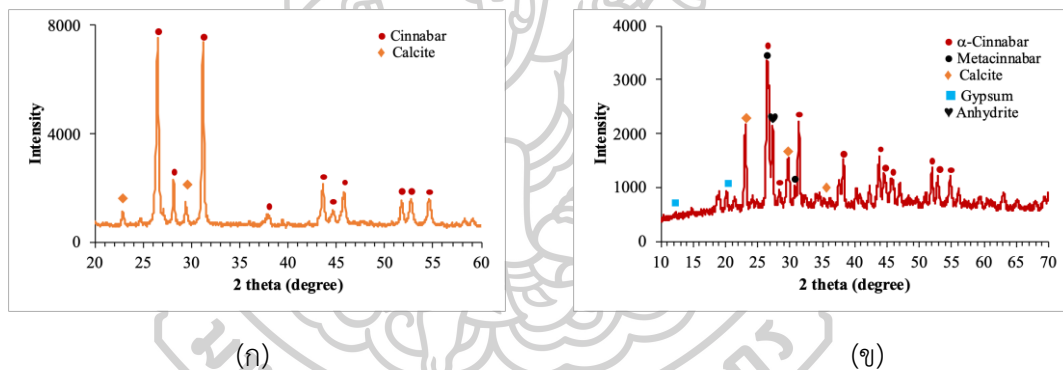 8000
4000
0
Intensity
20 25 30 35 40 45 50 55 60
2 theta (degree)
Cinnabar
Calcite
(ก)
4000
3000
2000
1000
0
Intensity
10 15 20 25 30 35 40 45 50 55 60 65 70
2 theta (degree)
α-Cinnabar
Metacinnabar
Calcite
Gypsum
Anhydrite
(ข)